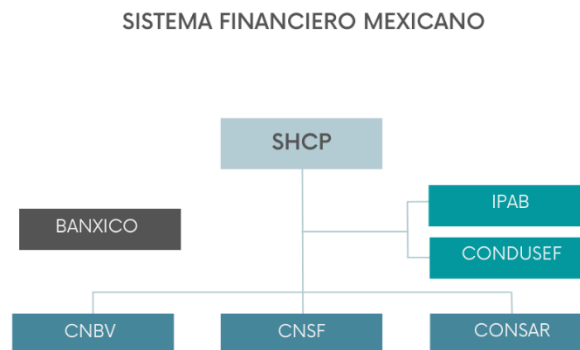 SISTEMA FINANCIERO MEXICANO
SHCP
IPAB
BANXICO
CONDUSEF
CNBV
CNSF
CONSAR